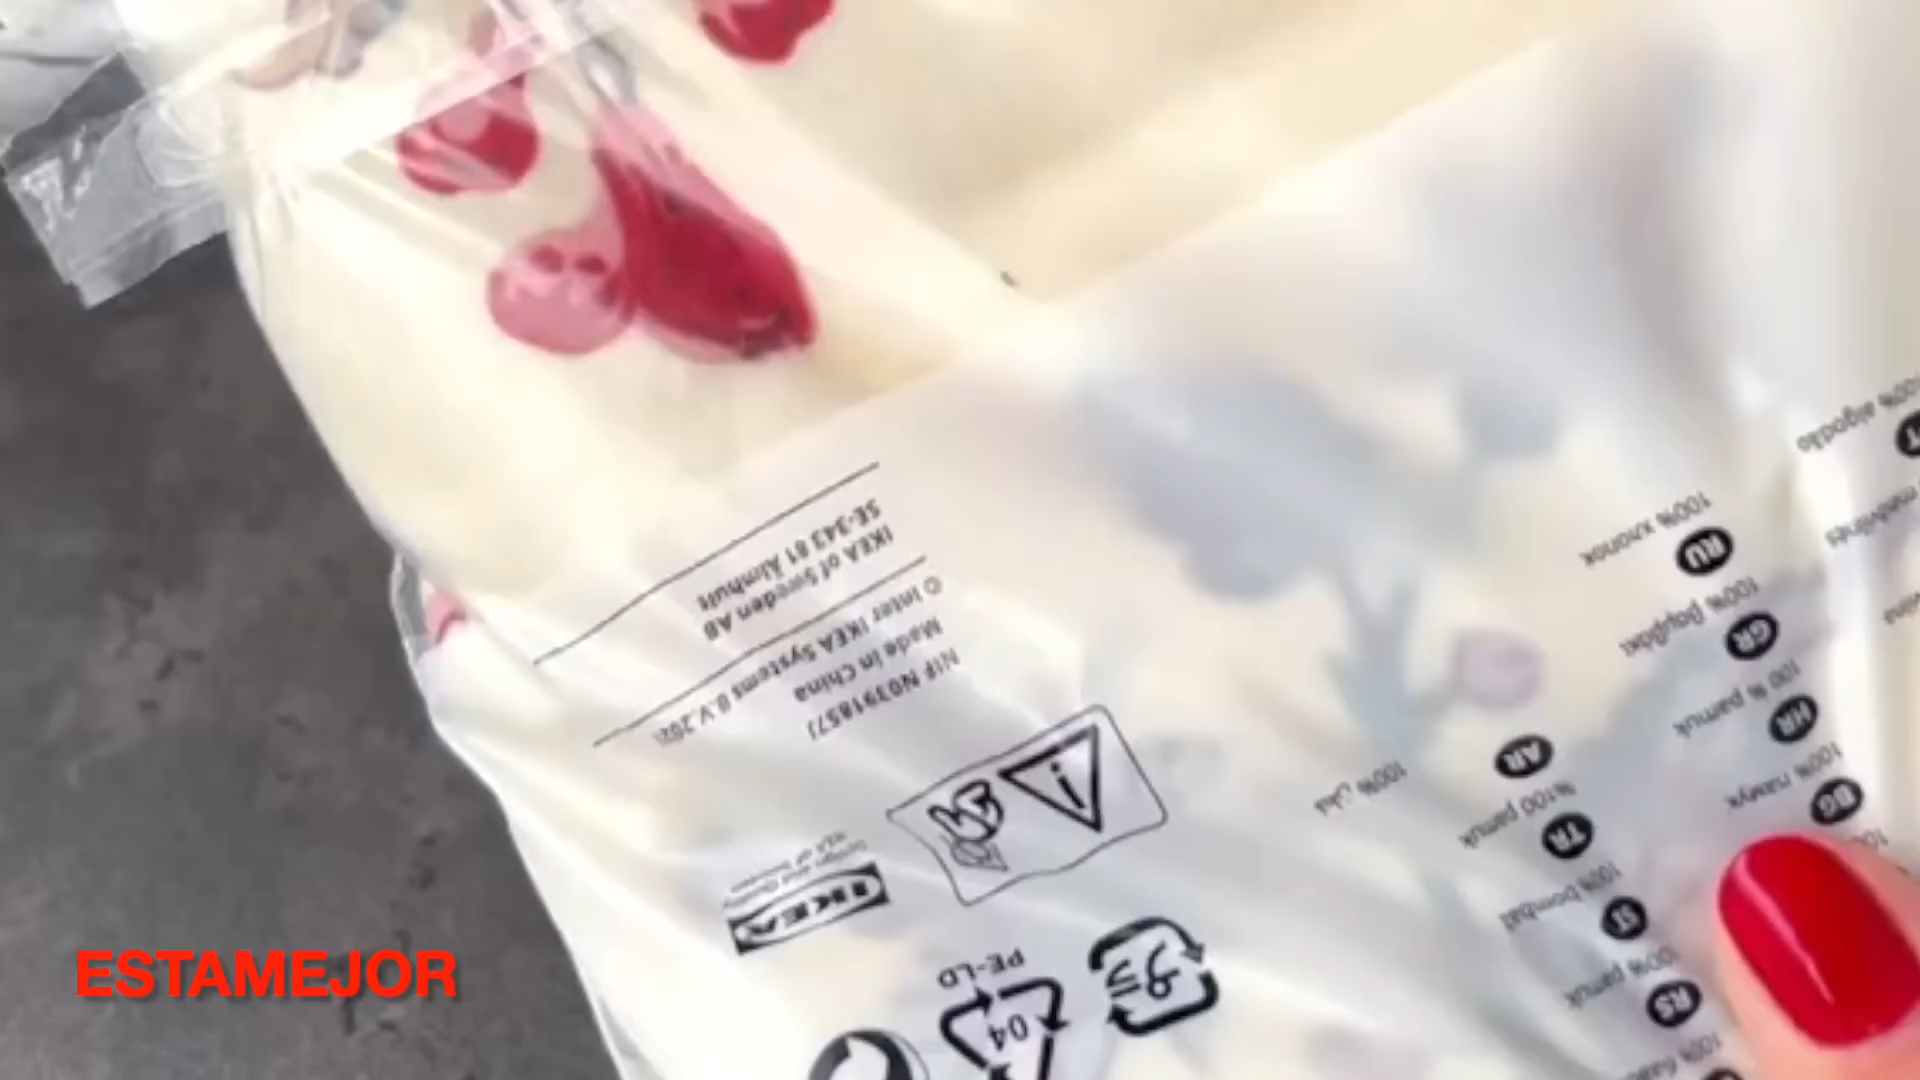 SE-343 81 Älmhult
IKEA of Sweden AB
© Inter IKEA Systems B.V. 2021
Made in China
NIF N0391857J
IKEA
PE-LD
04
100% algodão
RU
100% хлопок
GR
100% βαμβάκι
HR
100 % pamuk
BG
100% памук
AR
100% قطن
TR
%100 pamuk
SI
100% bombaž
RS
100% pamuk
ESTAMEJOR